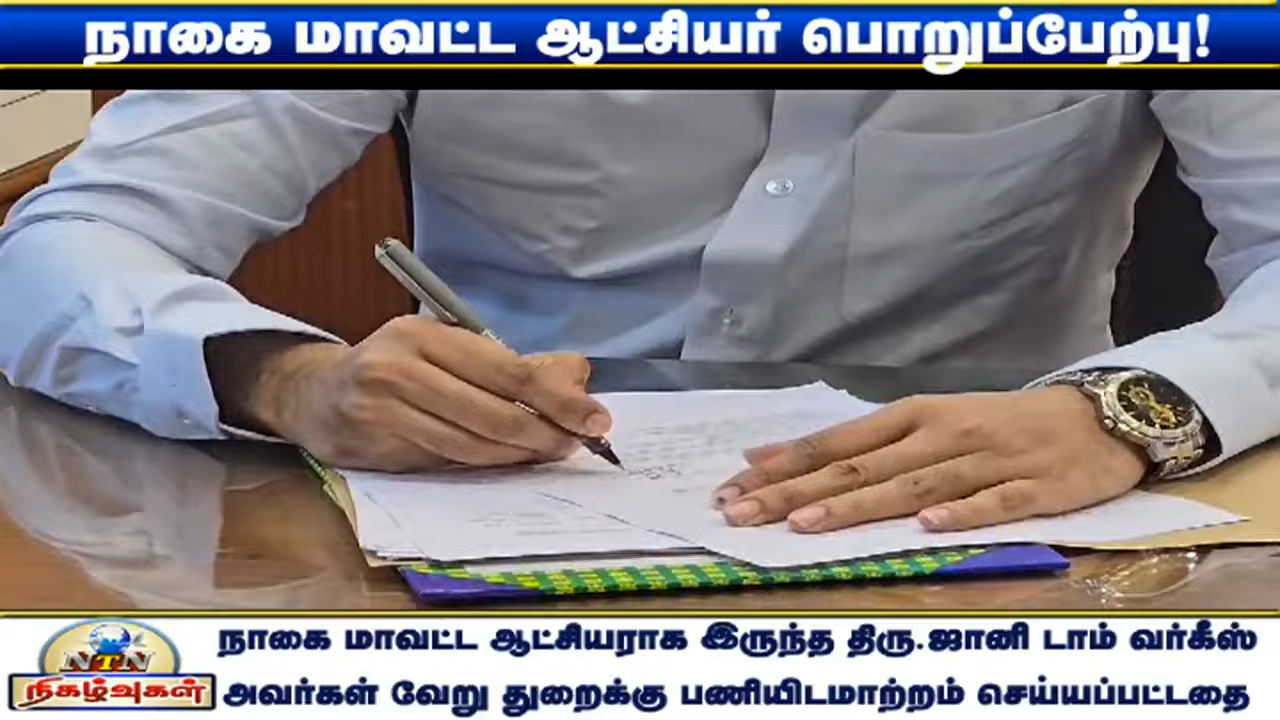 நாகை மாவட்ட ஆட்சியர் பொறுப்பேற்பு!
நாகை மாவட்ட ஆட்சியராக இருந்த திரு.ஜானி டாம் வர்கீஸ்
NTN
நிகழ்வுகள்
அவர்கள் வேறு துறைக்கு பணியிடமாற்றம் செய்யப்பட்டதை